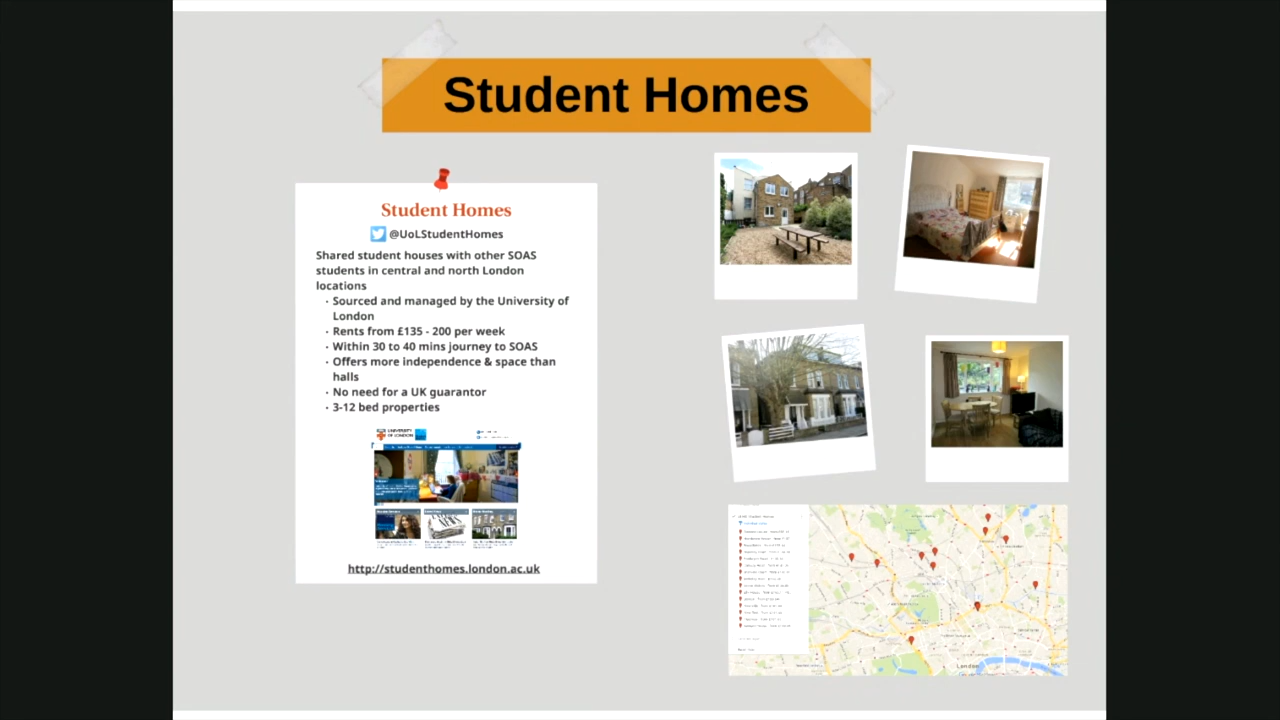 Student Homes
Student Homes
@UoLStudentHomes
Shared student houses with other SOAS
students in central and north London
locations
· Sourced and managed by the University of
London
· Rents from £135 - 200 per week
· Within 30 to 40 mins journey to SOAS
· Offers more independence & space than
halls
· No need for a UK guarantor
· 3-12 bed properties
UNIVERSITY
OF LONDON
http://studenthomes.london.ac.uk
London